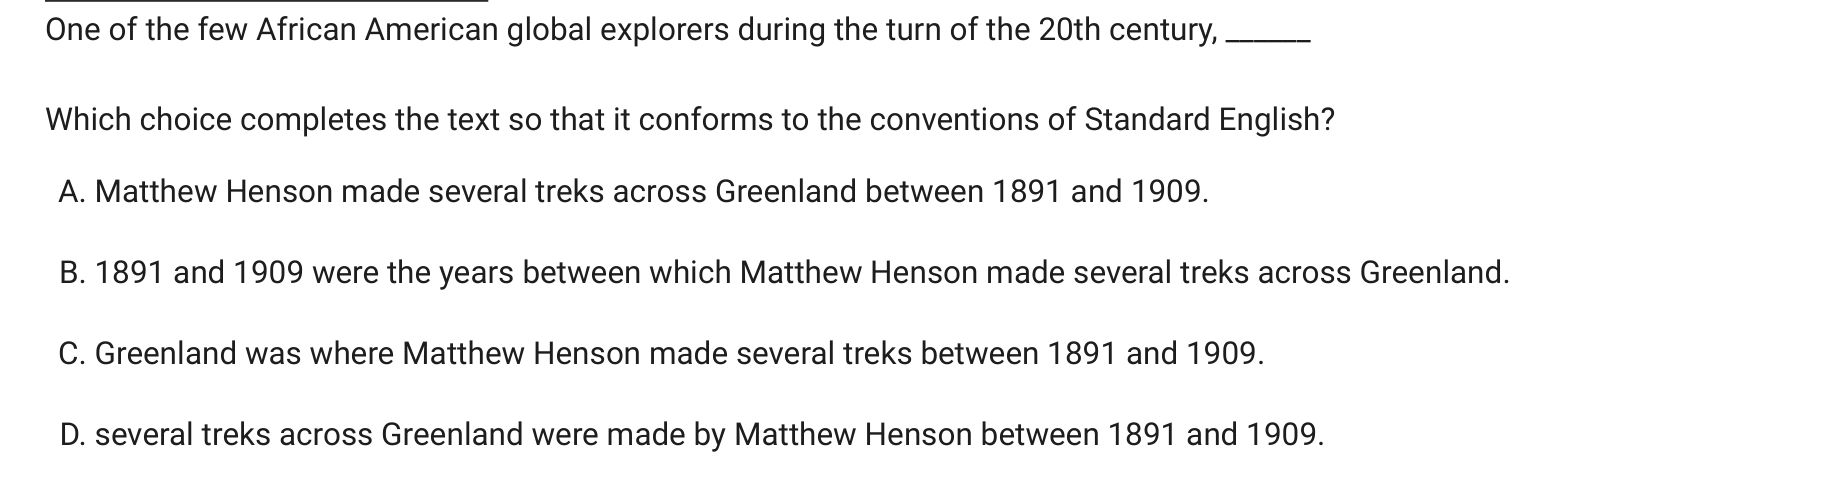 One of the few African American global explorers during the turn of the 20th century, ______
Which choice completes the text so that it conforms to the conventions of Standard English?
A. Matthew Henson made several treks across Greenland between 1891 and 1909.
B. 1891 and 1909 were the years between which Matthew Henson made several treks across Greenland.
C. Greenland was where Matthew Henson made several treks between 1891 and 1909.
D. several treks across Greenland were made by Matthew Henson between 1891 and 1909.